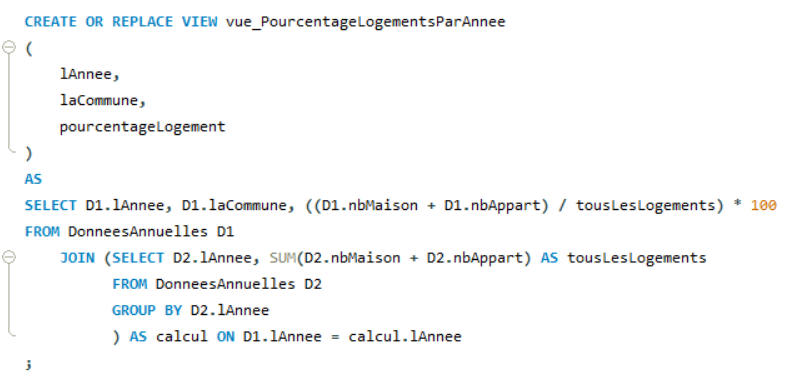 CREATE OR REPLACE VIEW vue_PourcentageLogementsParAnnee
(
lAnnee,
laCommune,
pourcentageLogement
)
AS
SELECT D1.lAnnee, D1.laCommune, ((D1.nbMaison + D1.nbAppart) / tousLesLogements) * 100
FROM DonneesAnnuelles D1
JOIN (SELECT D2.lAnnee, SUM(D2.nbMaison + D2.nbAppart) AS tousLesLogements
FROM DonneesAnnuelles D2
GROUP BY D2.lAnnee
) AS calcul ON D1.lAnnee = calcul.lAnnee
;